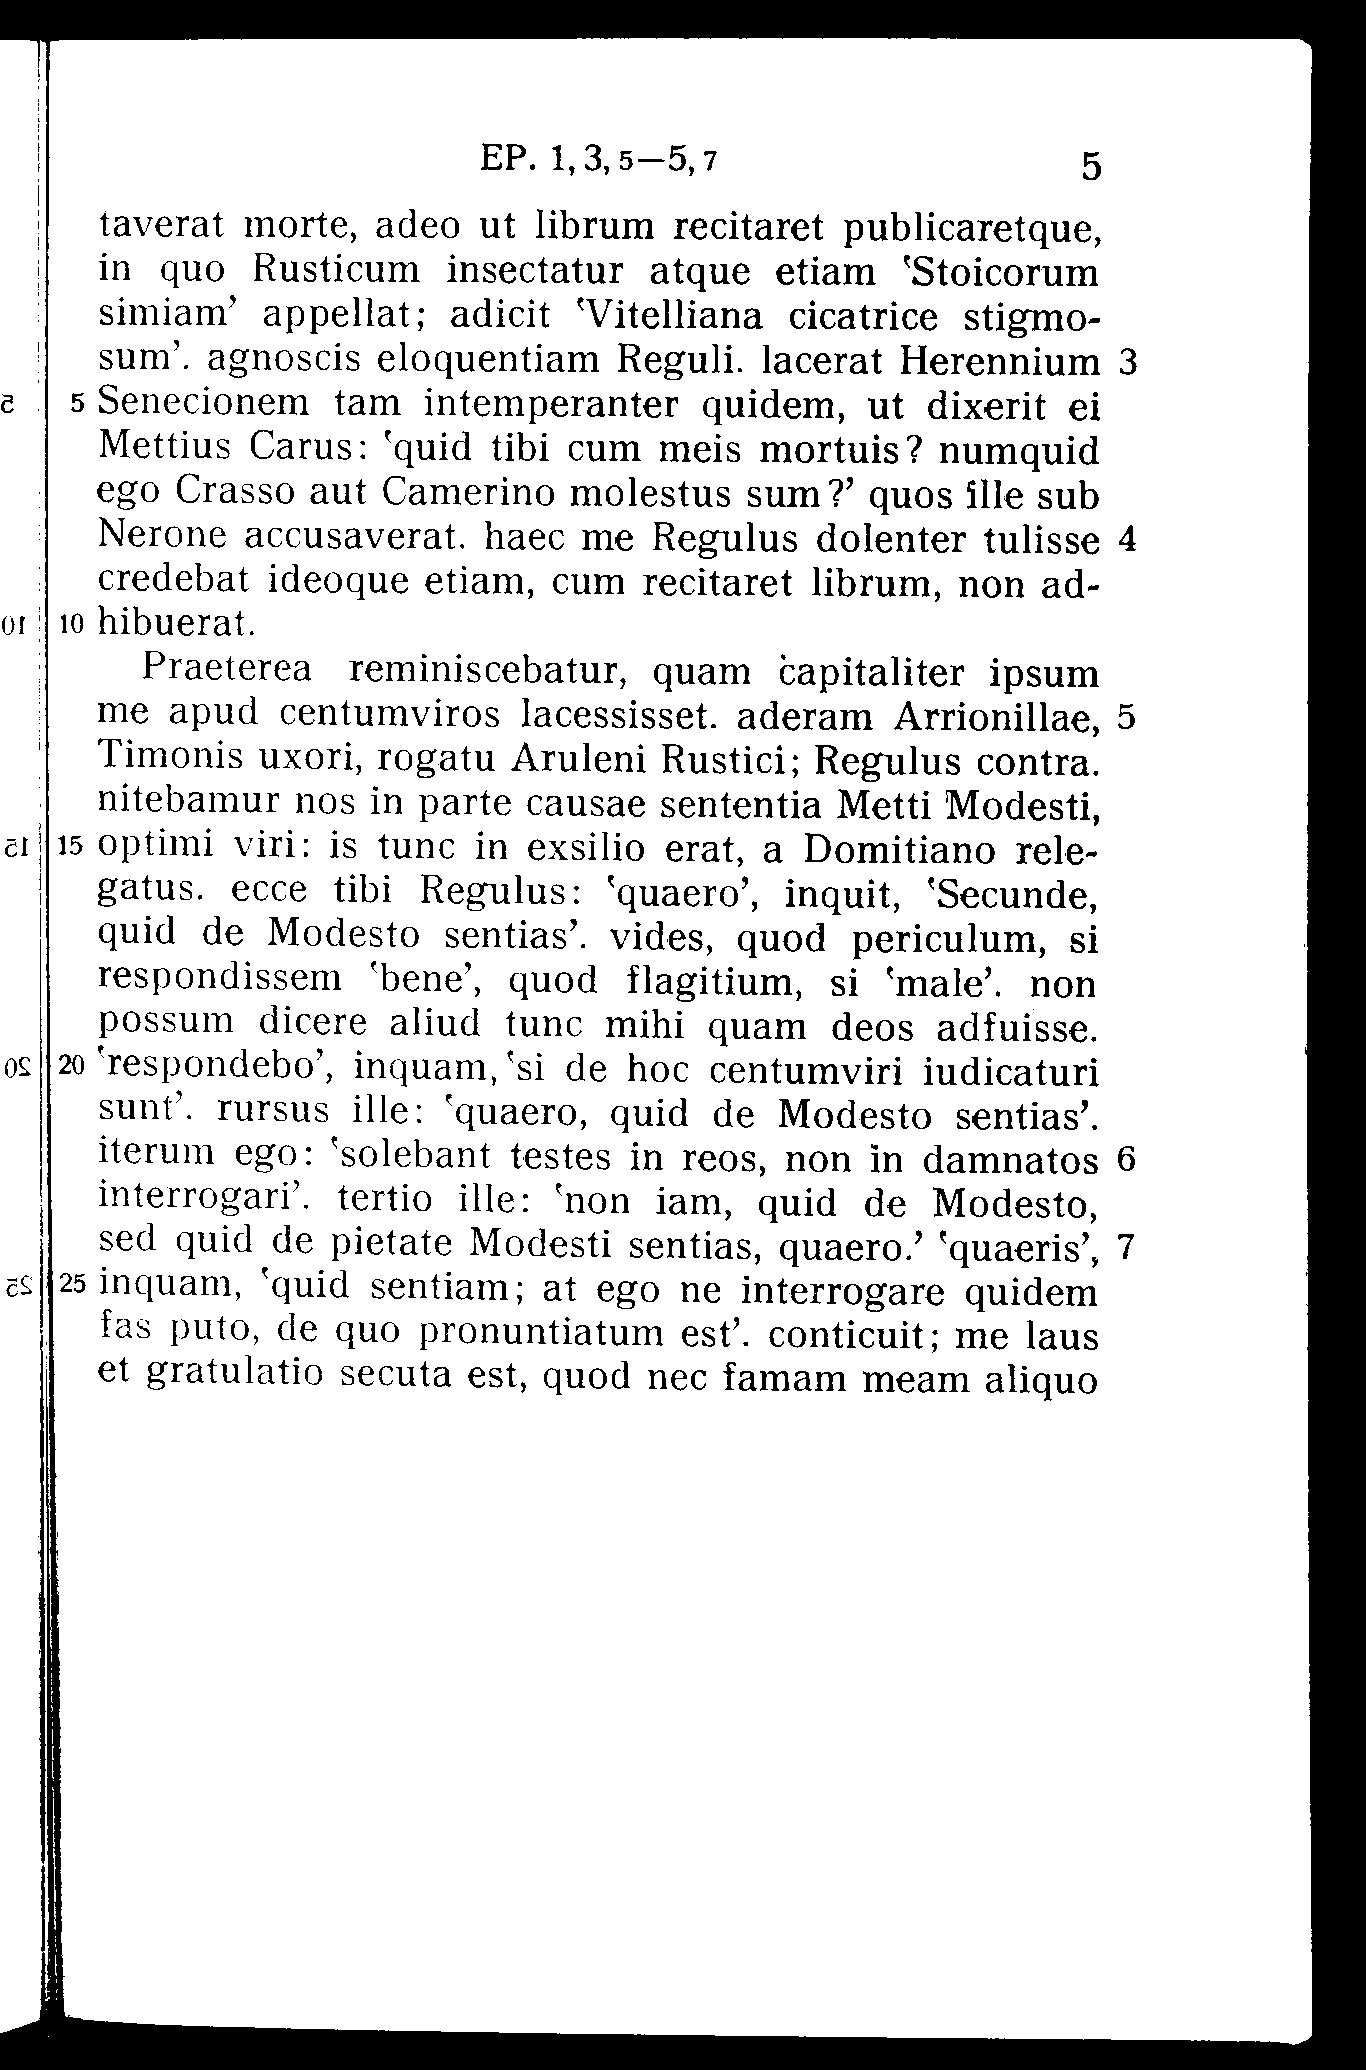 EP. 1, 3, 5—5, 7 5
taverat morte, adeo ut librum recitaret publicaretque,
in quo Rusticum insectatur atque etiam ‘Stoicorum
simiam’ appellat; adicit ‘Vitelliana cicatrice stigmo-
sum’. agnoscis eloquentiam Reguli. lacerat Herennium 3
5 Senecionem tam intemperanter quidem, ut dixerit ei
Mettius Carus: ‘quid tibi cum meis mortuis? numquid
ego Crasso aut Camerino molestus sum?’ quos ille sub
Nerone accusaverat. haec me Regulus dolenter tulisse 4
credebat ideoque etiam, cum recitaret librum, non ad-
10 hibuerat.
Praeterea reminiscebatur, quam capitaliter ipsum
me apud centumviros lacessisset. aderam Arrionillae, 5
Timonis uxori, rogatu Aruleni Rustici; Regulus contra.
nitebamur nos in parte causae sententia Metti Modesti,
15 optimi viri: is tunc in exsilio erat, a Domitiano rele-
gatus. ecce tibi Regulus: ‘quaero’, inquit, ‘Secunde,
quid de Modesto sentias’. vides, quod periculum, si
respondissem ‘bene’, quod flagitium, si ‘male’. non
possum dicere aliud tunc mihi quam deos adfuisse.
20 ‘respondebo’, inquam, ‘si de hoc centumviri iudicaturi
sunt’. rursus ille: ‘quaero, quid de Modesto sentias’.
iterum ego: ‘solebant testes in reos, non in damnatos 6
interrogari’. tertio ille: ‘non iam, quid de Modesto,
sed quid de pietate Modesti sentias, quaero.’ ‘quaeris’, 7
25 inquam, ‘quid sentiam; at ego ne interrogare quidem
fas puto, de quo pronuntiatum est’. conticuit; me laus
et gratulatio secuta est, quod nec famam meam aliquo